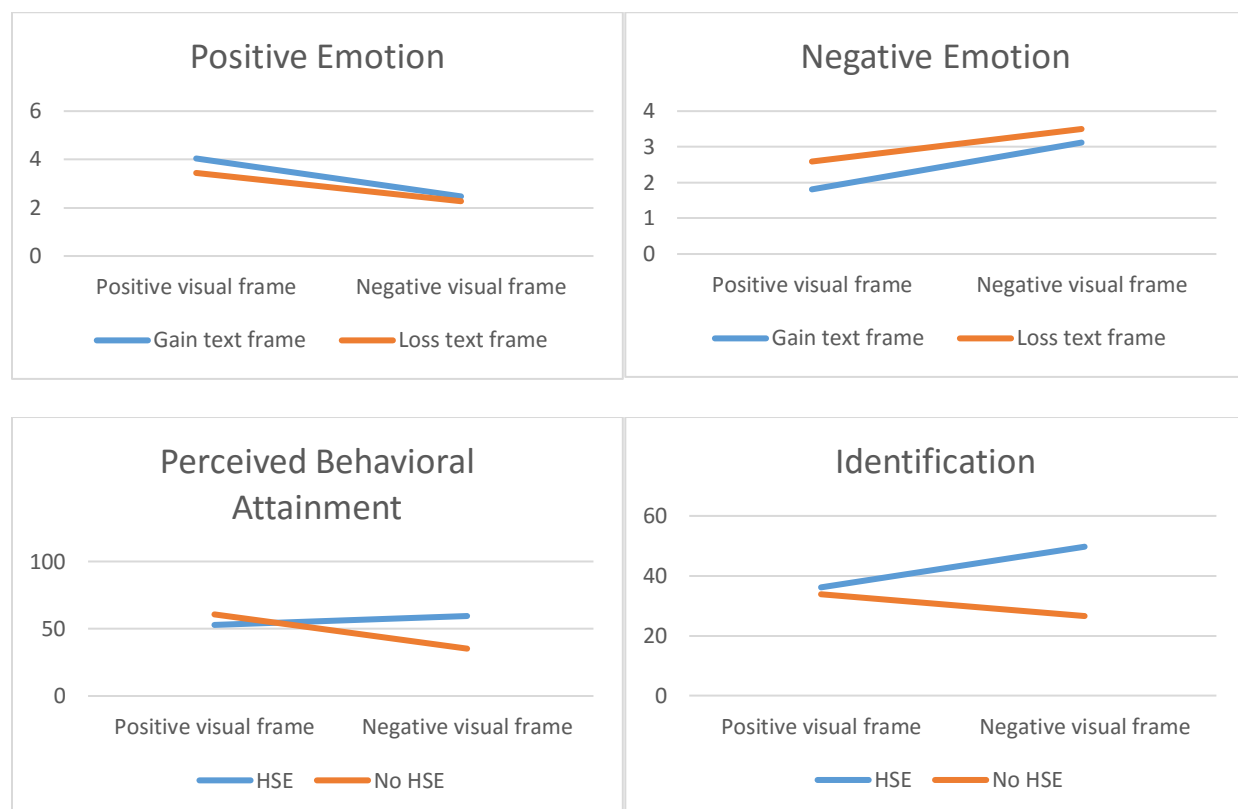 Positive Emotion
6
4
2
0
Positive visual frame Negative visual frame
Gain text frame Loss text frame
Negative Emotion
4
3
2
1
0
Positive visual frame Negative visual frame
Gain text frame Loss text frame
Perceived Behavioral
Attainment
100
50
0
Positive visual frame Negative visual frame
HSE No HSE
Identification
60
40
20
0
Positive visual frame Negative visual frame
HSE No HSE